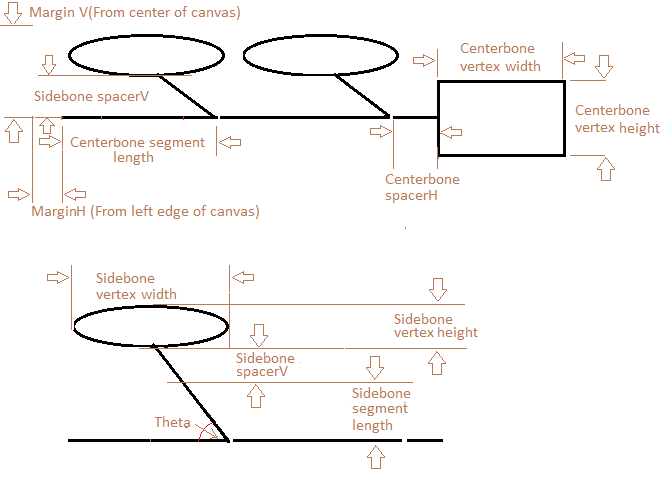 Margin V(From center of canvas)
Centerbone
vertex width
Sidebone spacerV
Centerbone
vertex height
Centerbone segment
length
Centerbone
spacerH
MarginH (From left edge of canvas)
Sidebone
vertex width
Sidebone
vertex height
Sidebone
spacerV
Sidebone
segment
length
Theta